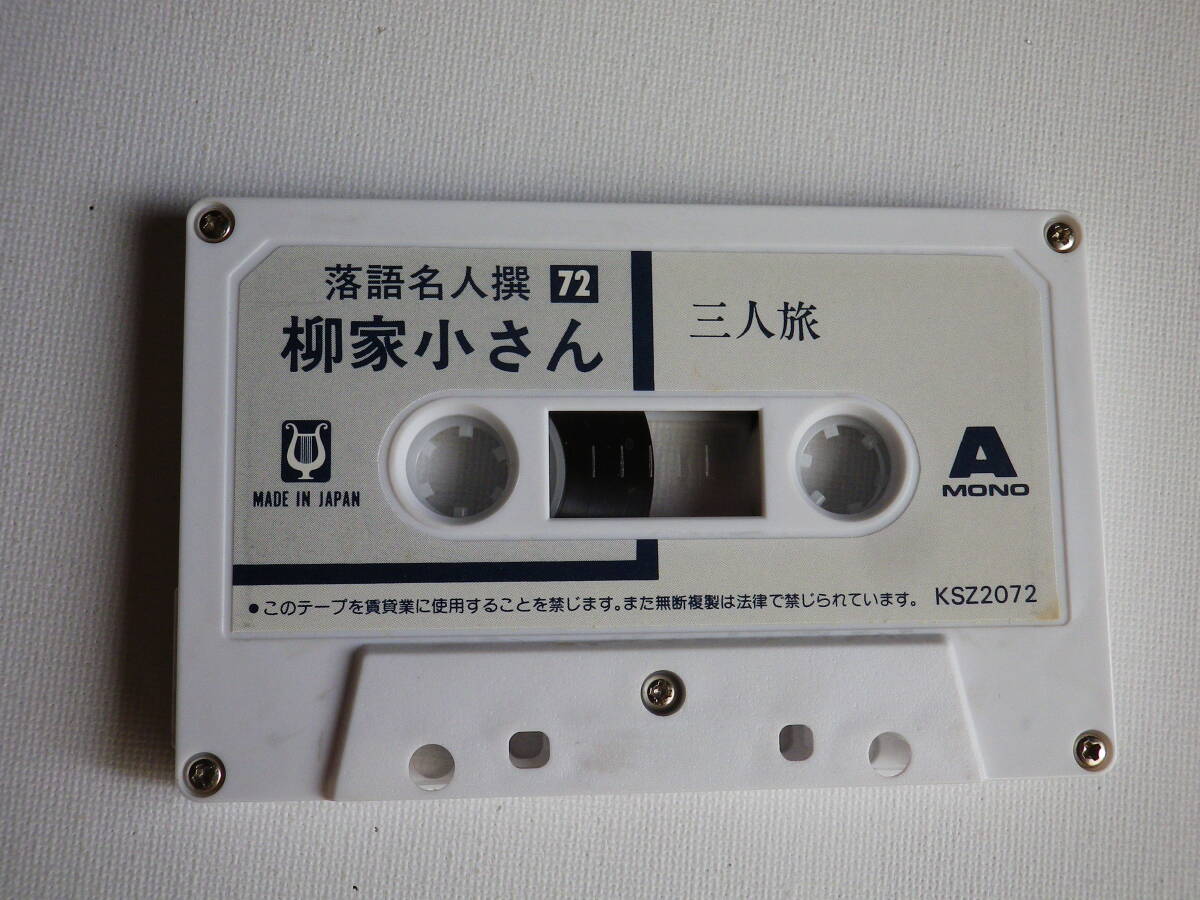 落語名人撰 72
柳家小さん
三人旅
MADE IN JAPAN
A
MONO
●このテープを賃貸業に使用することを禁じます。また無断複製は法律で禁じられています。 KSZ2072